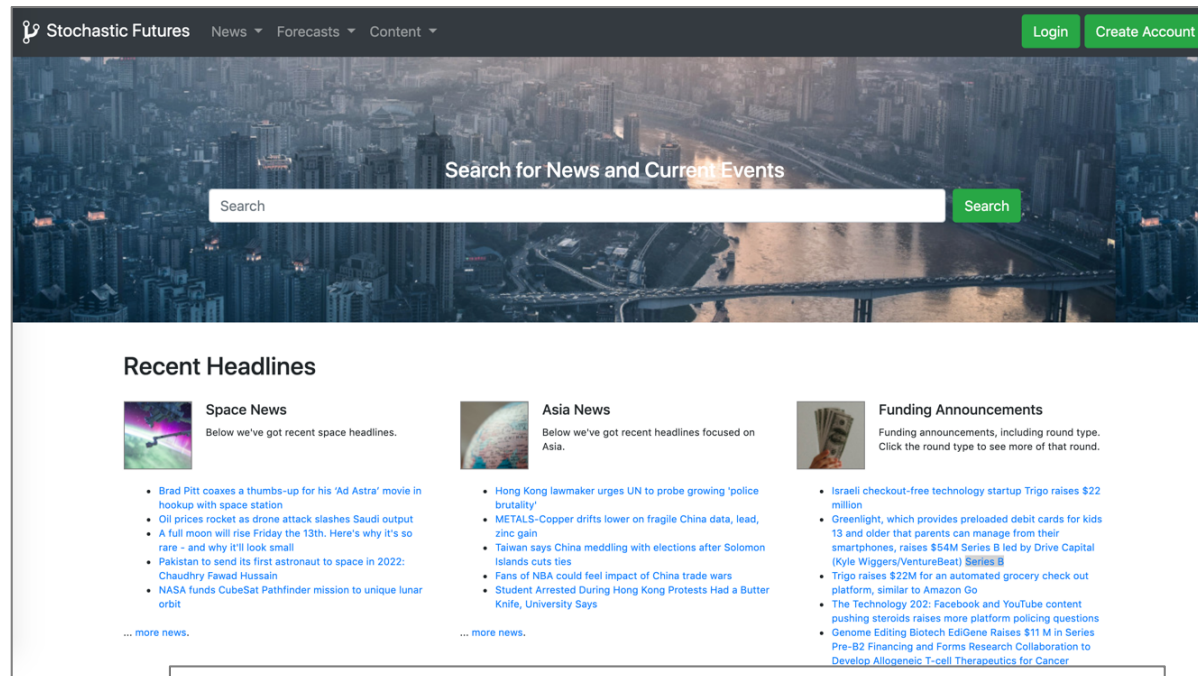 Stochastic Futures News Forecasts Content Login Create Account
Search for News and Current Events
Search Search
Recent Headlines
Space News
Below we've got recent space headlines.
Brad Pitt coaxes a thumbs-up for his ‘Ad Astra’ movie in
hookup with space station
Oil prices rocket as drone attack slashes Saudi output
A full moon will rise Friday the 13th. Here's why it's so
rare - and why it'll look small
Pakistan to send its first astronaut to space in 2022:
Chaudhry Fawad Hussain
NASA funds CubeSat Pathfinder mission to unique lunar
orbit
... more news.
Asia News
Below we've got recent headlines focused on
Asia.
Hong Kong lawmaker urges UN to probe growing 'police
brutality'
METALS-Copper drifts lower on fragile China data, lead,
zinc gain
Taiwan says China meddling with elections after Solomon
Islands cuts ties
Fans of NBA could feel impact of China trade wars
Student Arrested During Hong Kong Protests Had a Butter
Knife, University Says
... more news.
Funding Announcements
Funding announcements, including round type.
Click the round type to see more of that round.
Israeli checkout-free technology startup Trigo raises $22
million
Greenlight, which provides preloaded debit cards for kids
13 and older that parents can manage from their
smartphones, raises $54M Series B led by Drive Capital
(Kyle Wiggers/VentureBeat) Series B
Trigo raises $22M for an automated grocery check out
platform, similar to Amazon Go
The Technology 202: Facebook and YouTube content
pushing steroids raises more platform policing questions
Genome Editing Biotech EdiGene Raises $11 M in Series
Pre-B2 Financing and Forms Research Collaboration to
Develop Allogeneic T-cell Therapeutics for Cancer